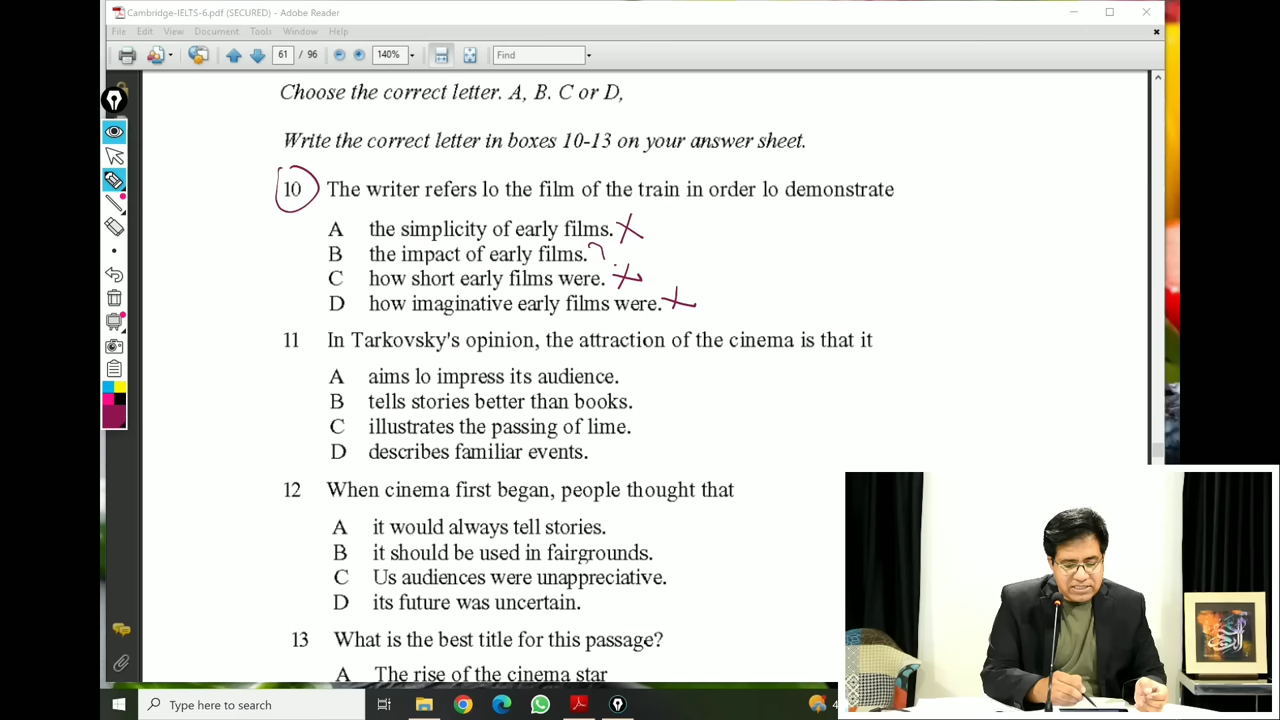 Cambridge-IELTS-6.pdf (SECURED) - Adobe Reader
File Edit View Document Tools Window Help
61 / 96 140% Find
Choose the correct letter. A, B. C or D,
Write the correct letter in boxes 10-13 on your answer sheet.
10 The writer refers lo the film of the train in order lo demonstrate
A the simplicity of early films.
B the impact of early films.
C how short early films were.
D how imaginative early films were.
11 In Tarkovsky's opinion, the attraction of the cinema is that it
A aims lo impress its audience.
B tells stories better than books.
C illustrates the passing of lime.
D describes familiar events.
12 When cinema first began, people thought that
A it would always tell stories.
B it should be used in fairgrounds.
C Us audiences were unappreciative.
D its future was uncertain.
13 What is the best title for this passage?
A The rise of the cinema star
Type here to search